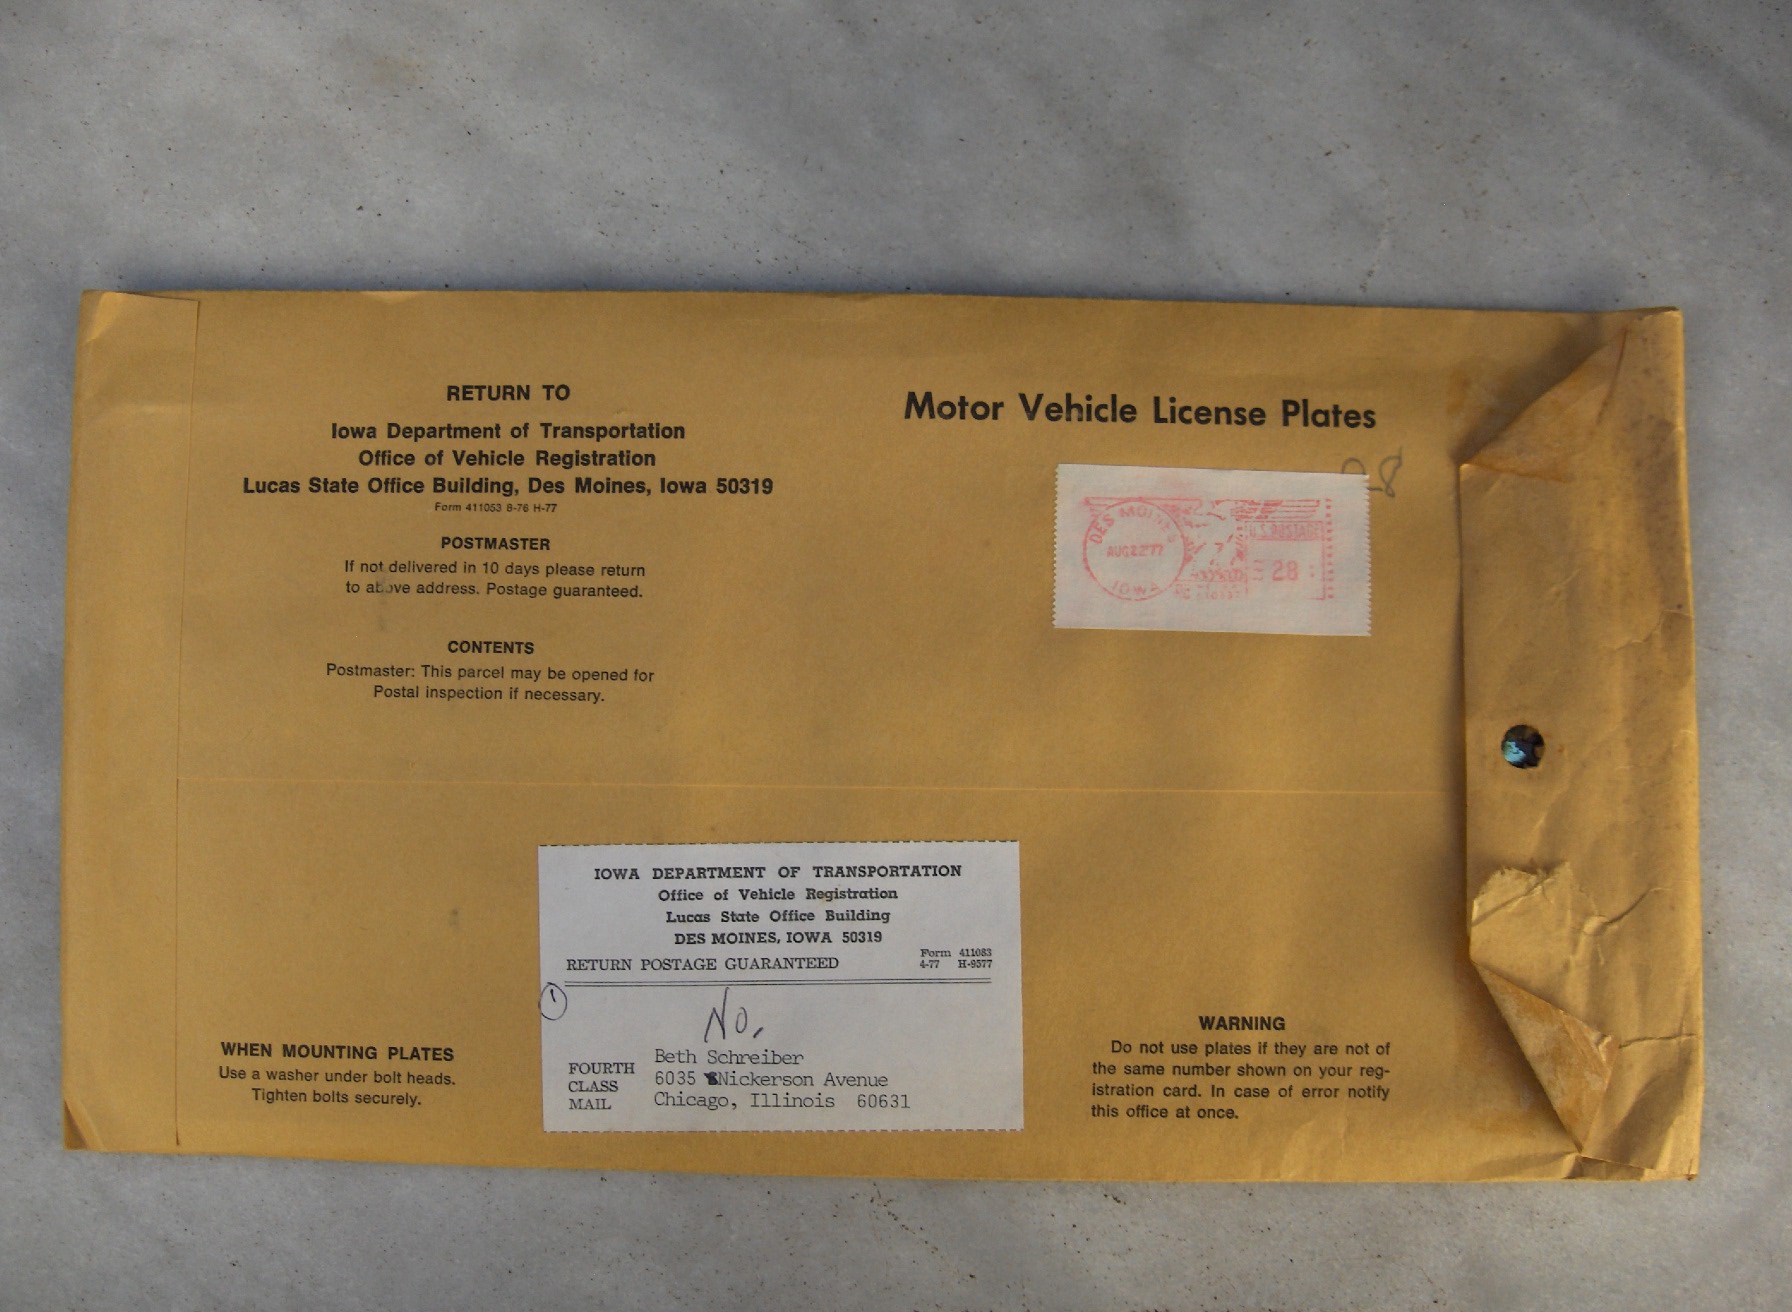 RETURN TO
Iowa Department of Transportation
Office of Vehicle Registration
Lucas State Office Building, Des Moines, Iowa 50319
Form 411053 8-76 H-77
POSTMASTER
If not delivered in 10 days please return
to above address. Postage guaranteed.
CONTENTS
Postmaster: This parcel may be opened for
Postal inspection if necessary.
Motor Vehicle License Plates
28
DES MOINES
AUG 22 '77
IOWA
U.S. POSTAGE
28
IOWA DEPARTMENT OF TRANSPORTATION
Office of Vehicle Registration
Lucas State Office Building
DES MOINES, IOWA 50319
RETURN POSTAGE GUARANTEED
Form 411083
4-77 H-9577
1
No.
FOURTH
CLASS
MAIL
Beth Schreiber
6035 Nickerson Avenue
Chicago, Illinois 60631
WHEN MOUNTING PLATES
Use a washer under bolt heads.
Tighten bolts securely.
WARNING
Do not use plates if they are not of
the same number shown on your reg-
istration card. In case of error notify
this office at once.